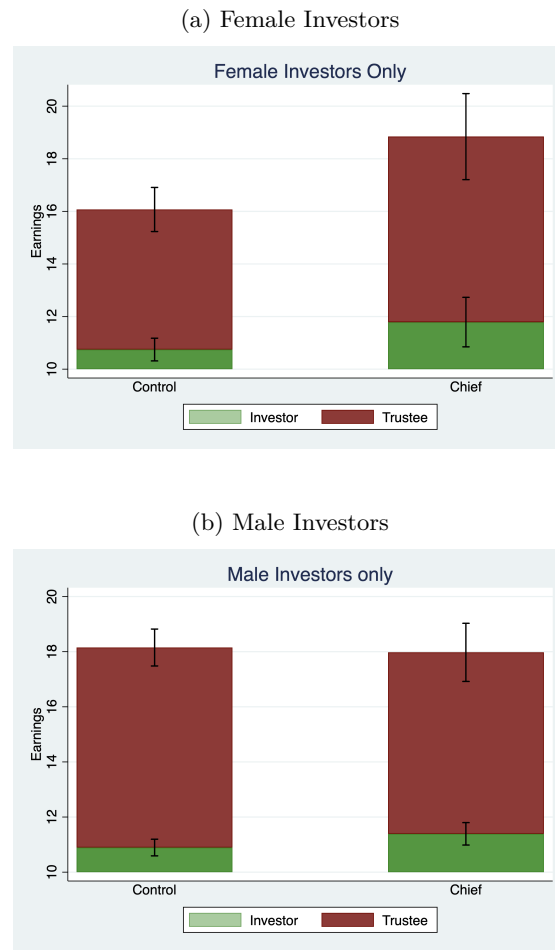 (a) Female Investors
Female Investors Only
20
18
16
14
12
10
Earnings
Control Chief
Investor Trustee
(b) Male Investors
Male Investors only
20
18
16
14
12
10
Earnings
Control Chief
Investor Trustee